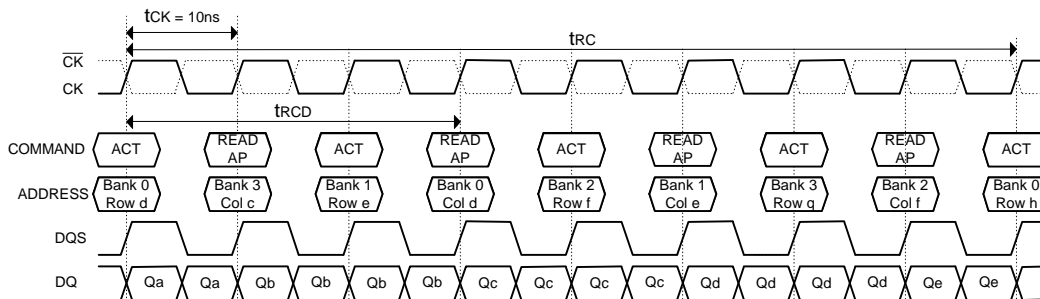 tCK = 10ns
tRC
CK
CK
tRCD
COMMAND ACT READ AP ACT READ AP ACT READ AP ACT READ AP ACT
ADDRESS Bank 0 Row d Bank 3 Col c Bank 1 Row e Bank 0 Col d Bank 2 Row f Bank 1 Col e Bank 3 Row q Bank 2 Col f Bank 0 Row h
DQS
DQ Qa Qa Qb Qb Qb Qb Qc Qc Qc Qc Qd Qd Qd Qd Qe Qe